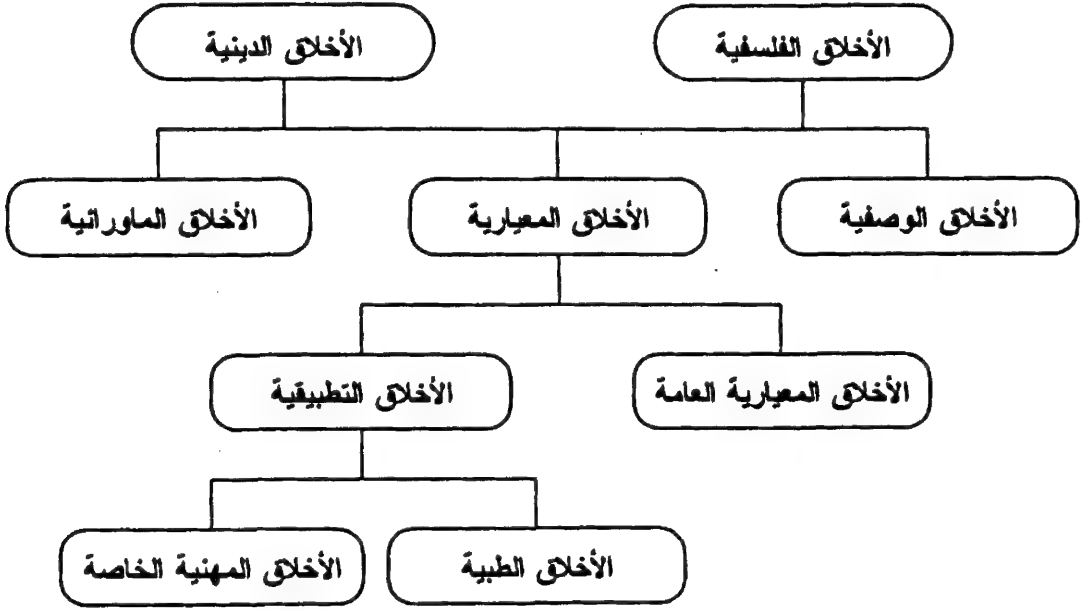 الأخلاق الفلسفية
الأخلاق الدينية
الأخلاق الوصفية
الأخلاق المعيارية
الأخلاق الماورائية
الأخلاق المعيارية العامة
الأخلاق التطبيقية
الأخلاق الطبية
الأخلاق المهنية الخاصة